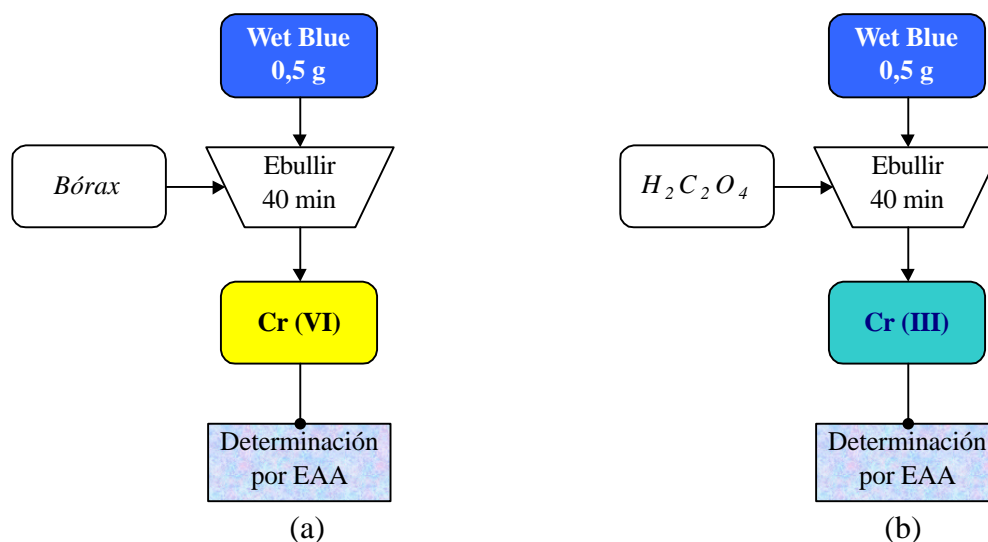 Wet Blue
0,5 g
Bórax
Ebullir
40 min
Cr (VI)
Determinación
por EAA
(a)
Wet Blue
0,5 g
H₂C₂O₄
Ebullir
40 min
Cr (III)
Determinación
por EAA
(b)